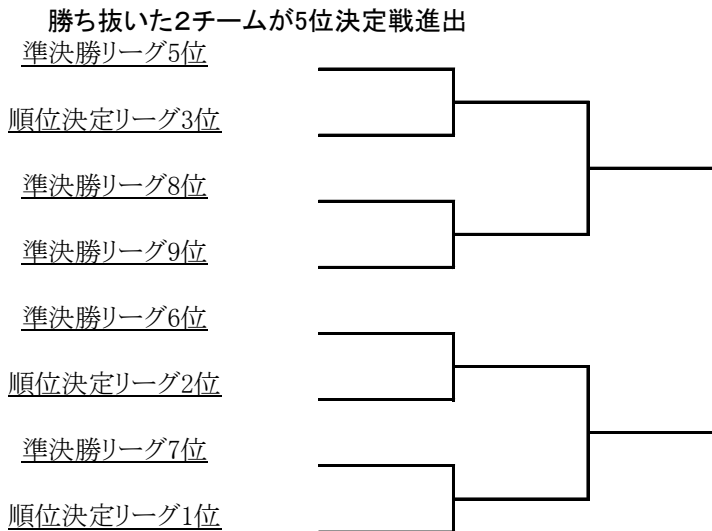 勝ち抜いた2チームが5位決定戦進出
準決勝リーグ5位
順位決定リーグ3位
準決勝リーグ8位
準決勝リーグ9位
準決勝リーグ6位
順位決定リーグ2位
準決勝リーグ7位
順位決定リーグ1位